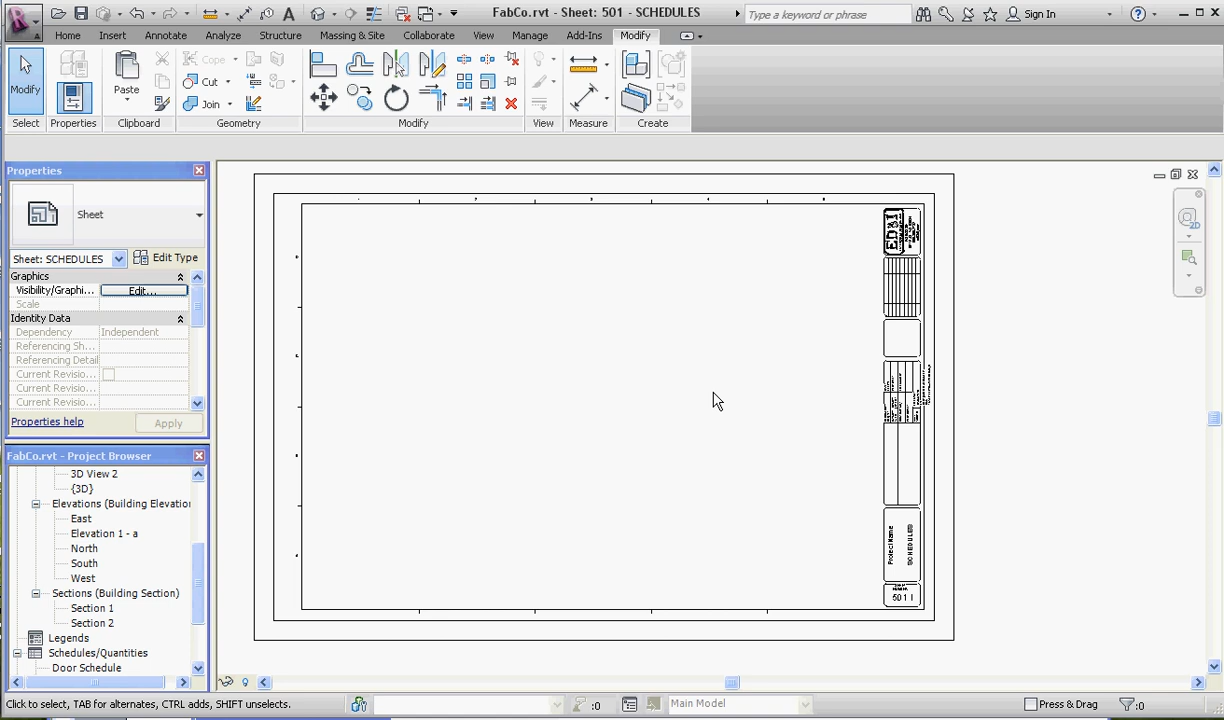 FabCo.rvt - Sheet: 501 - SCHEDULES
Type a keyword or phrase
Sign In
Home
Insert
Annotate
Analyze
Structure
Massing & Site
Collaborate
View
Manage
Add-Ins
Modify
Modify
Paste
Cope
Cut
Join
Select
Properties
Clipboard
Geometry
Modify
View
Measure
Create
Properties
Sheet
Sheet: SCHEDULES
Edit Type
Graphics
Visibility/Graphi...
Edit...
Scale
Identity Data
Dependency
Independent
Referencing Sh...
Referencing Detail
Current Revisio...
Current Revisio...
Current Revisio...
Properties help
Apply
FabCo.rvt - Project Browser
3D View 2
{3D}
Elevations (Building Elevation
East
Elevation 1 - a
North
South
West
Sections (Building Section)
Section 1
Section 2
Legends
Schedules/Quantities
Door Schedule
2D
Project Name
SCHEDULES
501
Click to select, TAB for alternates, CTRL adds, SHIFT unselects.
:0
Main Model
Press & Drag
:0